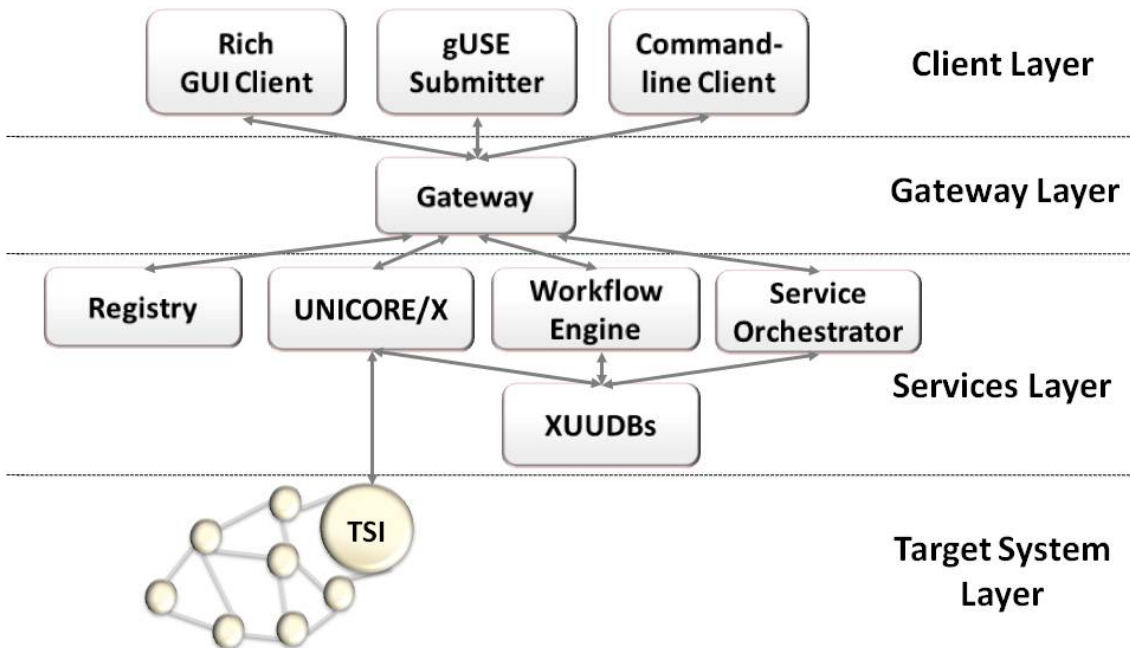 Rich
GUI Client
gUSE
Submitter
Command-
line Client
Client Layer
Gateway
Gateway Layer
Registry
UNICORE/X
Workflow
Engine
Service
Orchestrator
XUUDBs
Services Layer
TSI
Target System
Layer